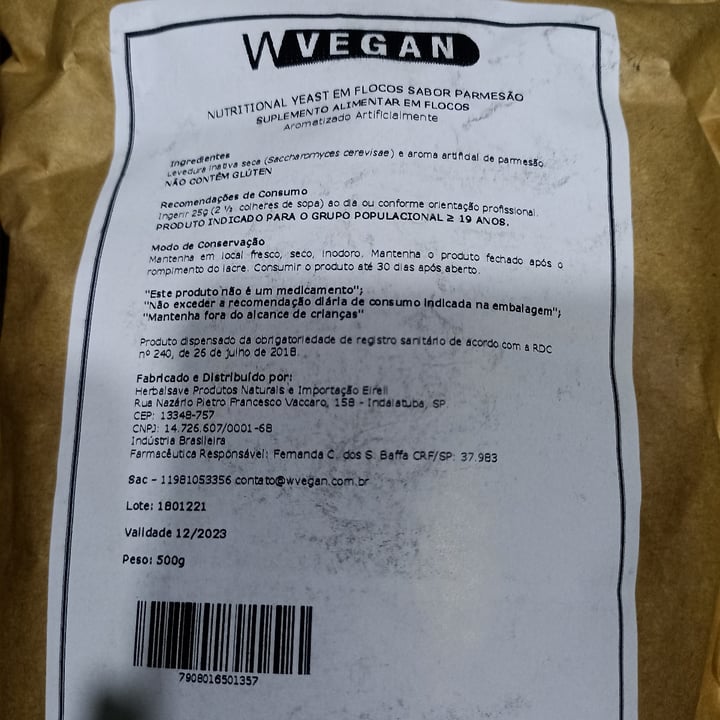 WVEGAN
NUTRITIONAL YEAST EM FLOCOS SABOR PARMESÃO
SUPLEMENTO ALIMENTAR EM FLOCOS
Aromatizado Artificialmente
Ingredientes
Levedura inativa seca (Saccharomyces cerevisae) e aroma artificial de parmesão.
NÃO CONTÉM GLÚTEN
Recomendações de Consumo
Ingerir 25g (2 ½ colheres de sopa) ao dia ou conforme orientação profissional.
PRODUTO INDICADO PARA O GRUPO POPULACIONAL ≥ 19 ANOS.
Modo de Conservação
Mantenha em local fresco, seco, inodoro. Mantenha o produto fechado após o
rompimento do lacre. Consumir o produto até 30 dias após aberto.
"Este produto não é um medicamento";
"Não exceder a recomendação diária de consumo indicada na embalagem";
"Mantenha fora do alcance de crianças"
Produto dispensado da obrigatoriedade de registro sanitário de acordo com a RDC
nº 240, de 26 de julho de 2018.
Fabricado e Distribuído por:
Herbalsave Produtos Naturais e Importação Eireli
Rua Nazário Pietro Francesco Vaccaro, 158 - Indaiatuba, SP
CEP: 13348-757
CNPJ: 14.726.607/0001-68
Indústria Brasileira
Farmacêutica Responsável: Fernanda C. dos S. Baffa CRF/SP: 37.983
Sac - 11981053356 contato@wvegan.com.br
Lote: 1801221
Validade 12/2023
Peso: 500g
7908016501357